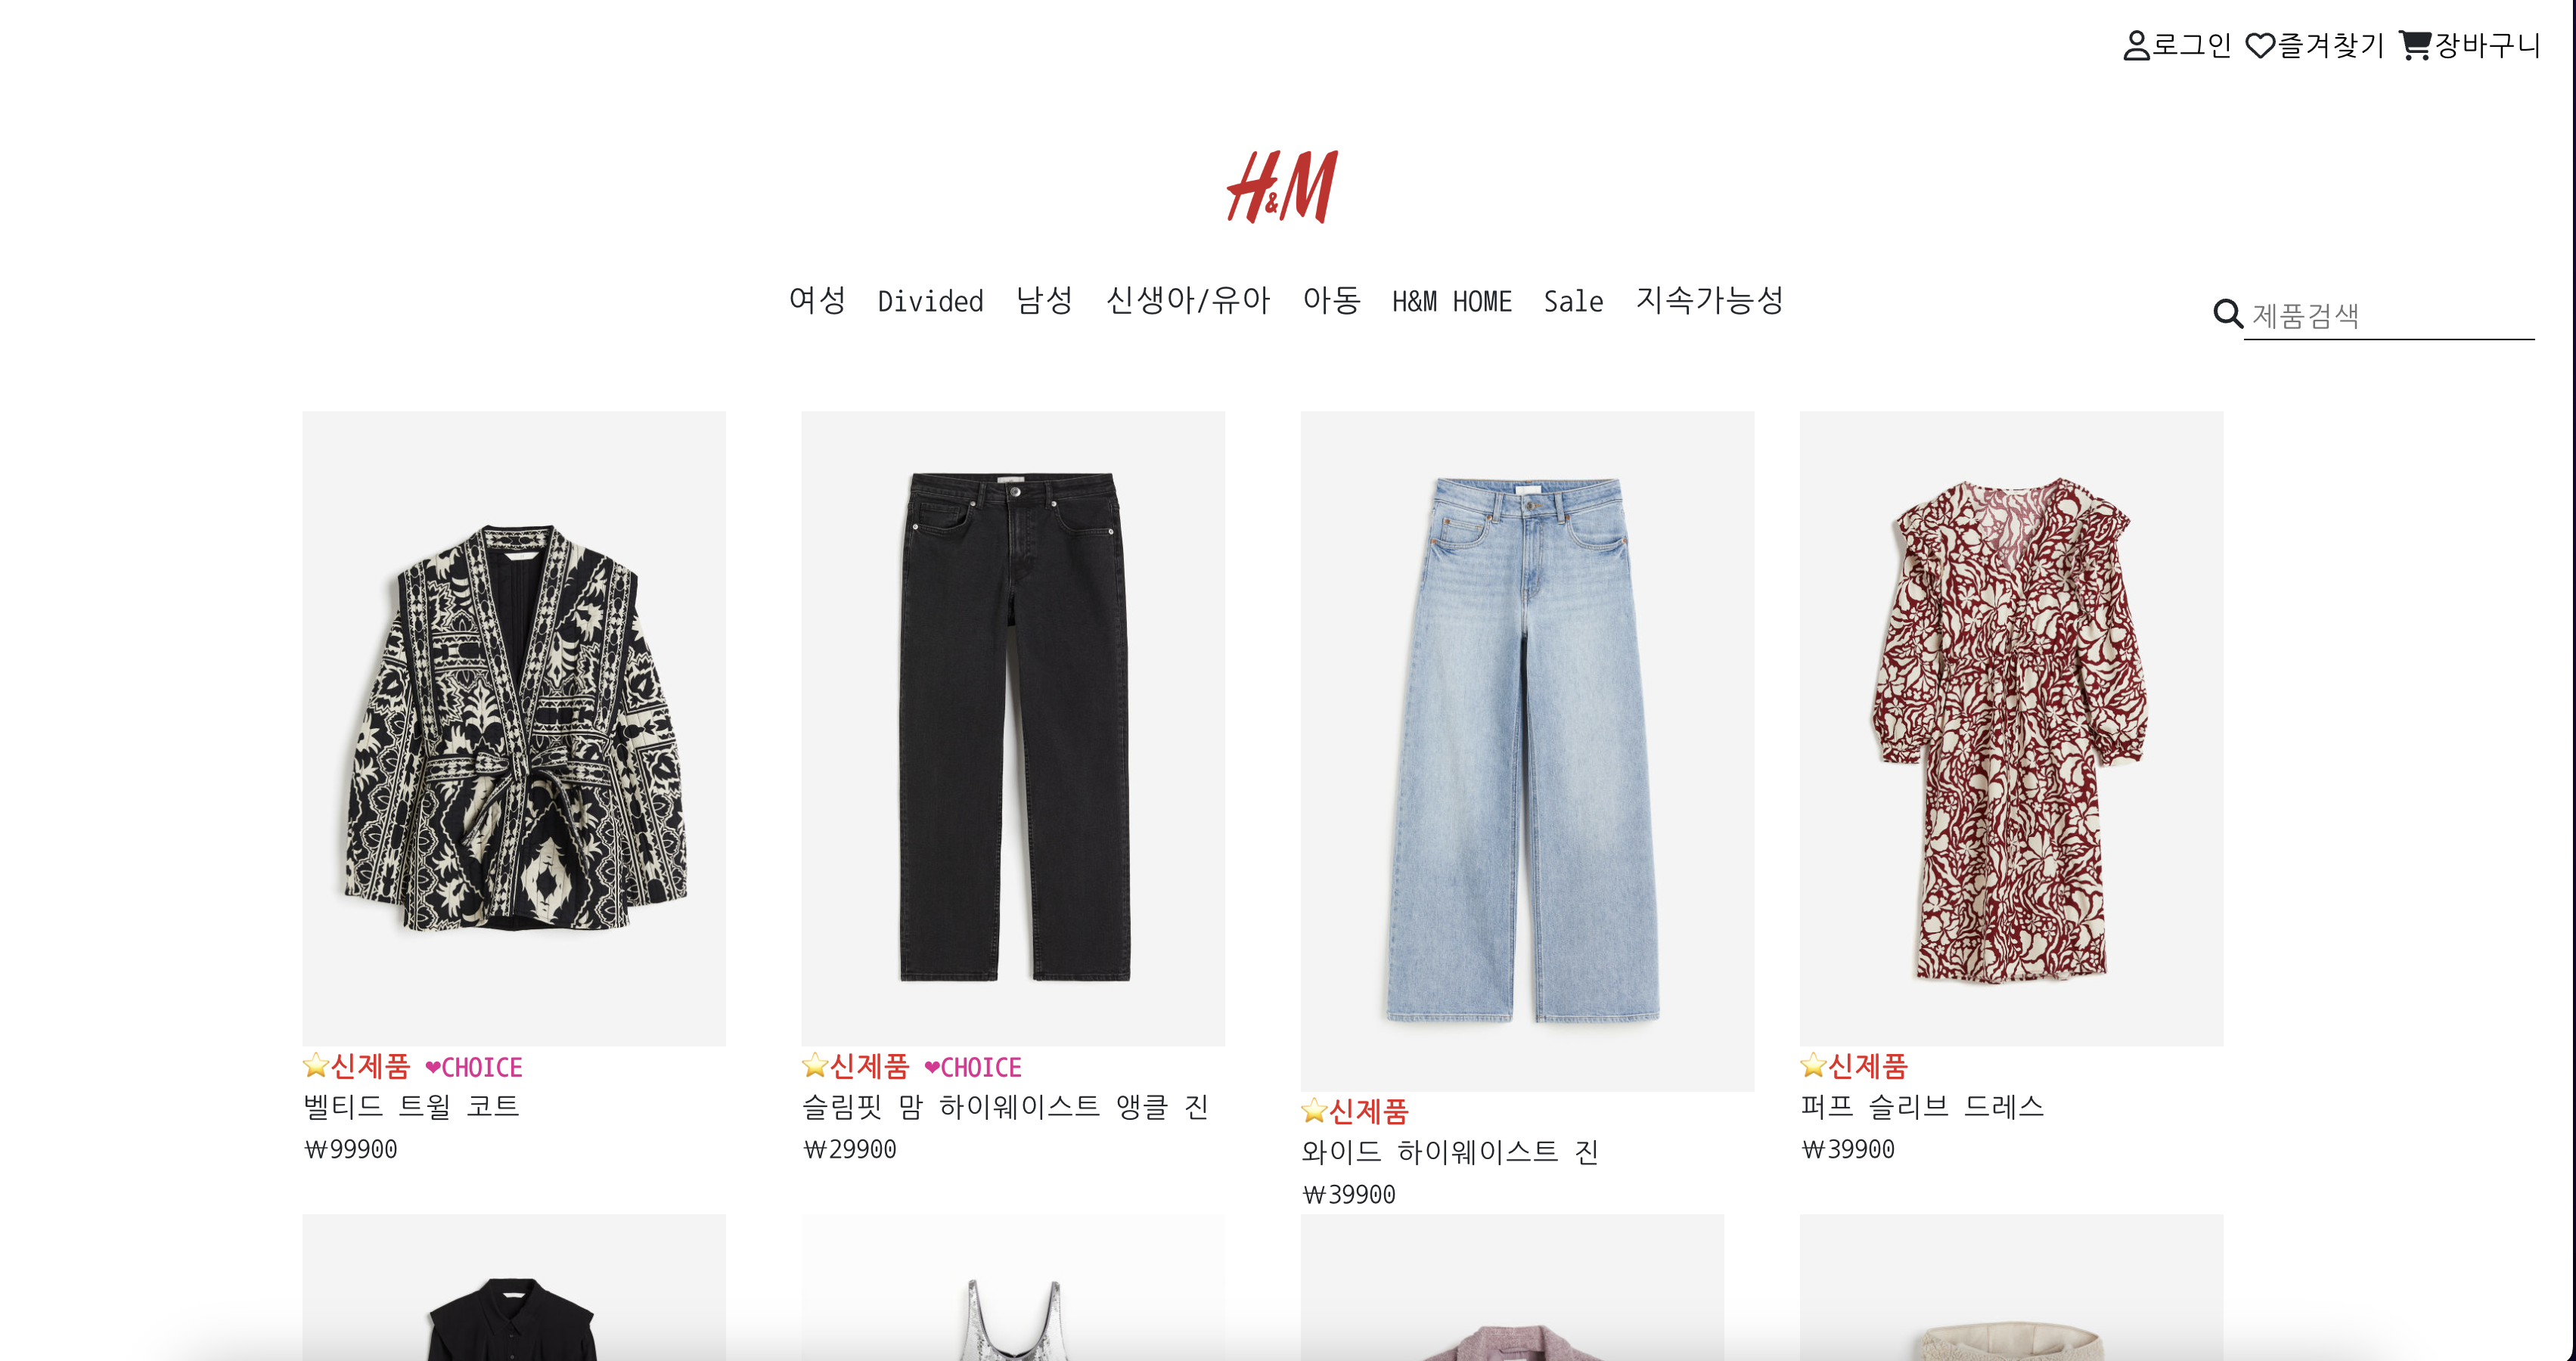 로그인 즐겨찾기 장바구니
H&M
여성 Divided 남성 신생아/유아 아동 H&M HOME Sale 지속가능성
제품검색
⭐신제품 ❤CHOICE
벨티드 트윌 코트
₩99900
⭐신제품 ❤CHOICE
슬림핏 맘 하이웨이스트 앵클 진
₩29900
⭐신제품
와이드 하이웨이스트 진
₩39900
⭐신제품
퍼프 슬리브 드레스
₩39900